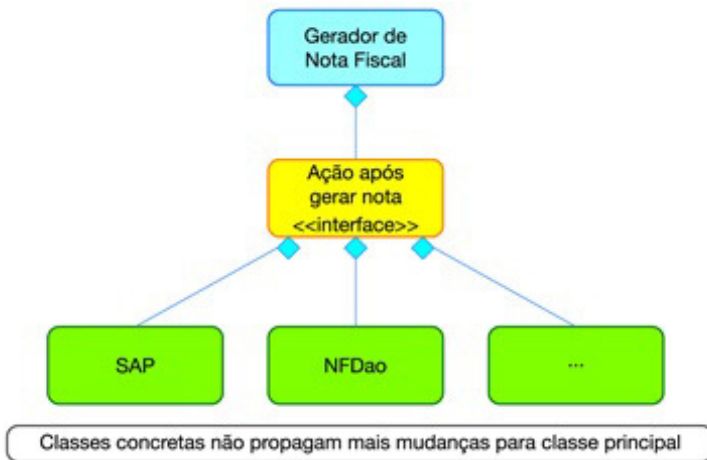 Gerador de
Nota Fiscal
Ação após
gerar nota
<<interface>>
SAP
NFDao
...
Classes concretas não propagam mais mudanças para classe principal